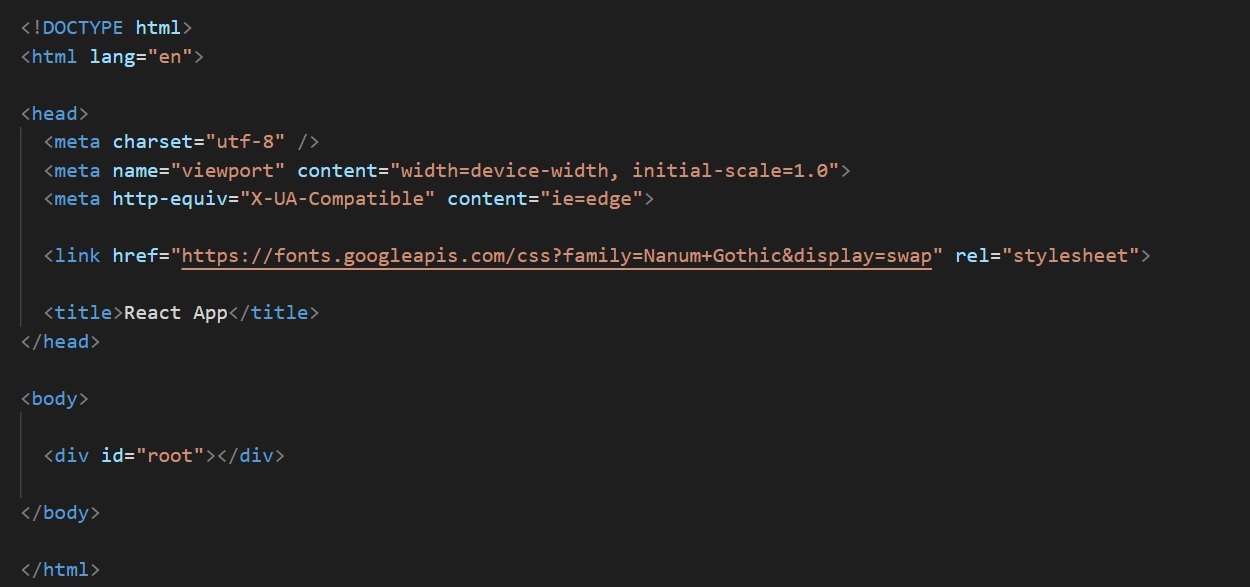 <!DOCTYPE html>
<html lang="en">
<head>
<meta charset="utf-8" />
<meta name="viewport" content="width=device-width, initial-scale=1.0">
<meta http-equiv="X-UA-Compatible" content="ie=edge">
<link href="https://fonts.googleapis.com/css?family=Nanum+Gothic&display=swap" rel="stylesheet">
<title>React App</title>
</head>
<body>
<div id="root"></div>
</body>
</html>